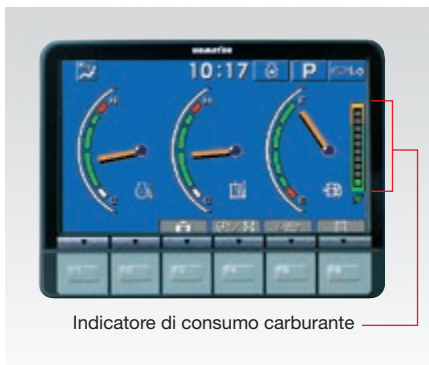 KOMATSU
10:17 P Lo
H H F
C C E
F1 F2 F3 F4 F5 F6
Indicatore di consumo carburante